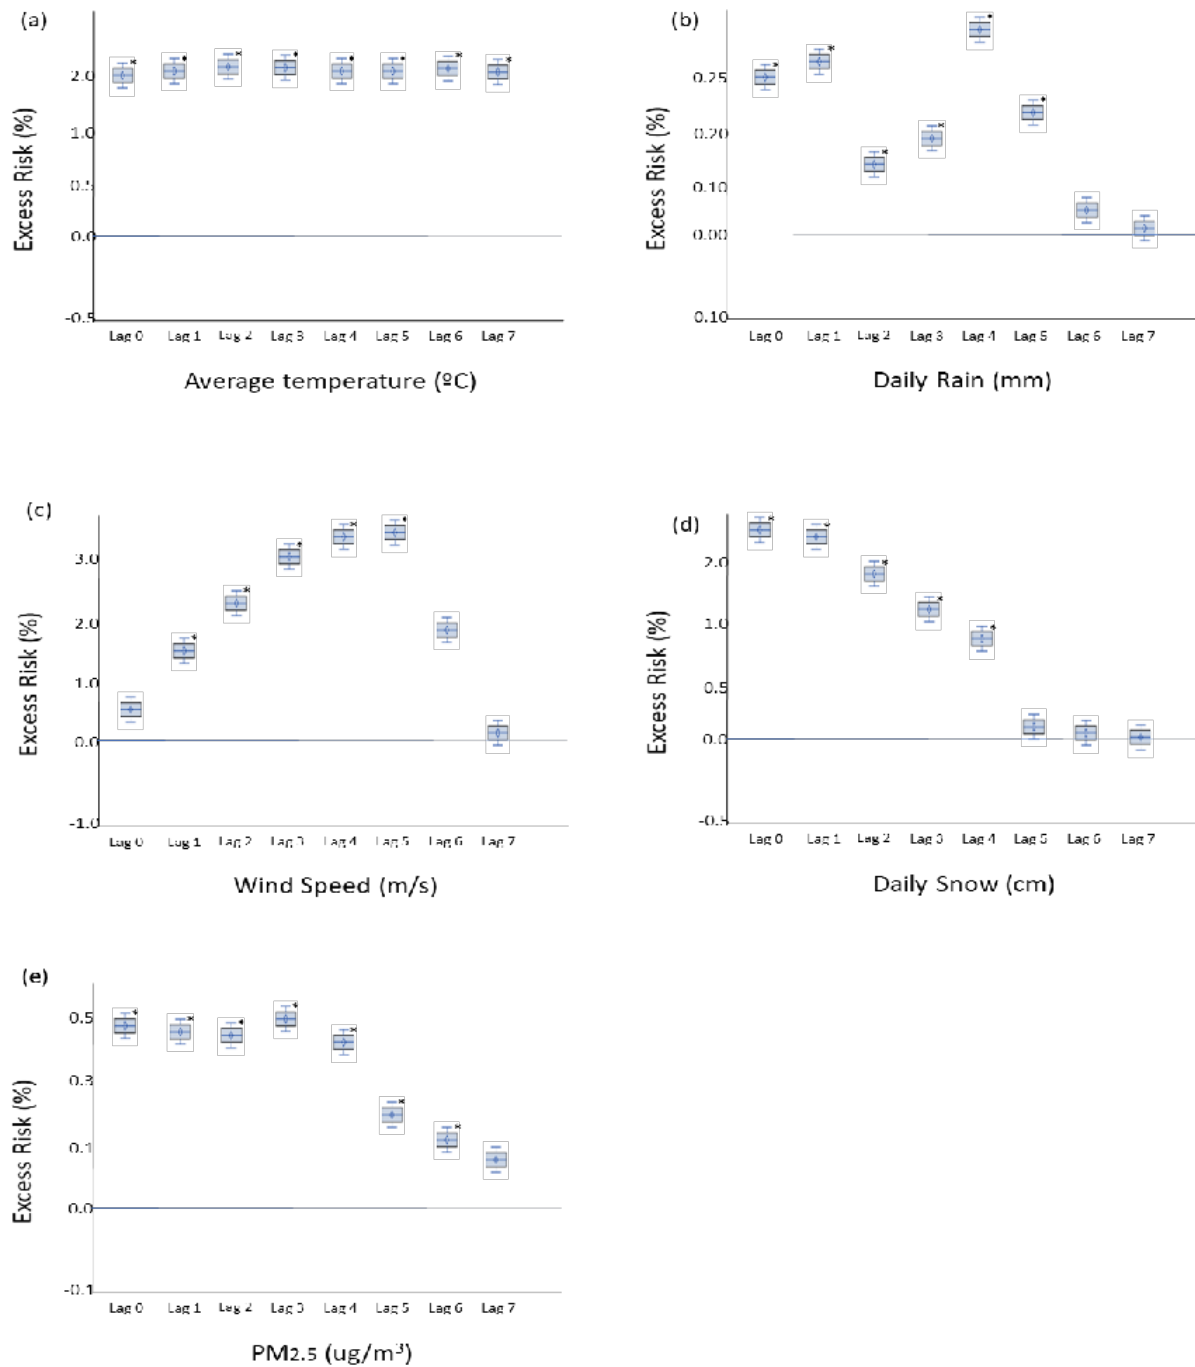 (a)
Excess Risk (%)
2.0
1.0
0.5
0.0
-0.5
Lag 0 Lag 1 Lag 2 Lag 3 Lag 4 Lag 5 Lag 6 Lag 7
Average temperature (ºC)
(b)
Excess Risk (%)
0.25
0.20
0.10
0.00
0.10
Lag 0 Lag 1 Lag 2 Lag 3 Lag 4 Lag 5 Lag 6 Lag 7
Daily Rain (mm)
(c)
Excess Risk (%)
3.0
2.0
1.0
0.0
-1.0
Lag 0 Lag 1 Lag 2 Lag 3 Lag 4 Lag 5 Lag 6 Lag 7
Wind Speed (m/s)
(d)
Excess Risk (%)
2.0
1.0
0.5
0.0
Lag 0 Lag 1 Lag 2 Lag 3 Lag 4 Lag 5 Lag 6 Lag 7
Daily Snow (cm)
(e)
Excess Risk (%)
0.5
0.3
0.1
0.0
-0.1
Lag 0 Lag 1 Lag 2 Lag 3 Lag 4 Lag 5 Lag 6 Lag 7
PM2.5 (ug/m³)